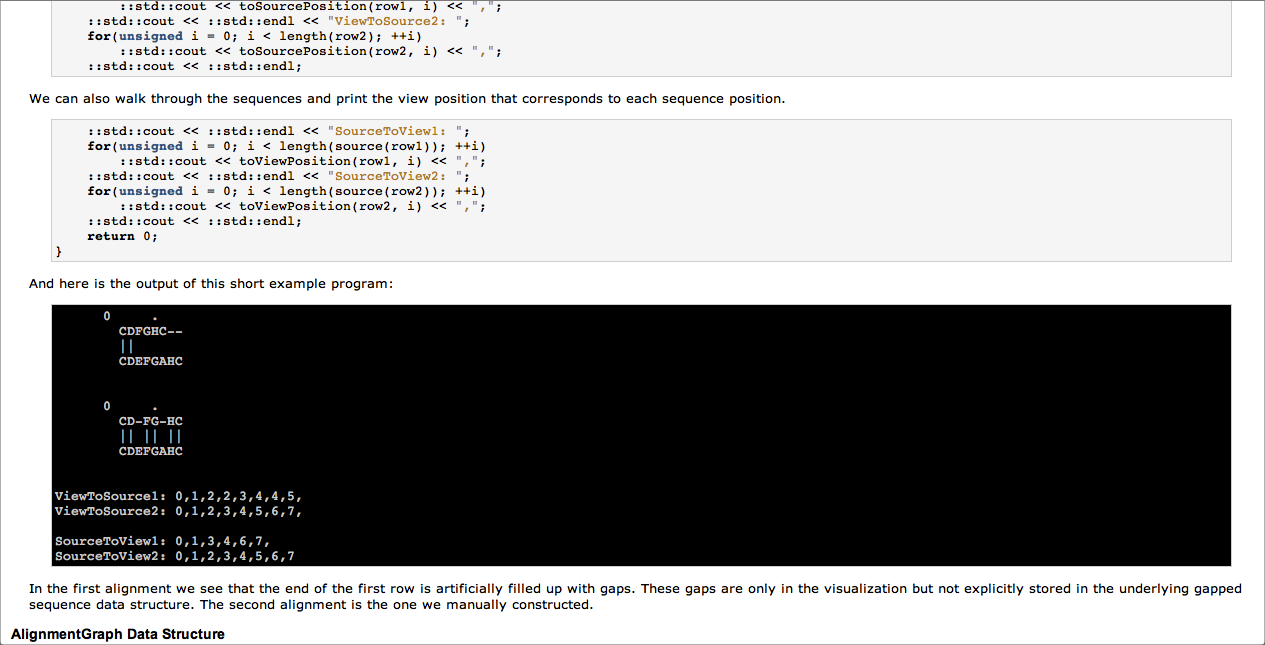 ::std::cout << toSourcePosition(row1, i) << ",";
::std::cout << ::std::endl << "ViewToSource2: ";
for(unsigned i = 0; i < length(row2); ++i)
::std::cout << toSourcePosition(row2, i) << ",";
::std::cout << ::std::endl;
We can also walk through the sequences and print the view position that corresponds to each sequence position.
::std::cout << ::std::endl << "SourceToView1: ";
for(unsigned i = 0; i < length(source(row1)); ++i)
::std::cout << toViewPosition(row1, i) << ",";
::std::cout << ::std::endl << "SourceToView2: ";
for(unsigned i = 0; i < length(source(row2)); ++i)
::std::cout << toViewPosition(row2, i) << ",";
::std::cout << ::std::endl;
return 0;
}
And here is the output of this short example program:
0 .
CDFGHC--
||
CDEFGAHC
0 .
CD-FG-HC
|| || ||
CDEFGAHC
ViewToSource1: 0,1,2,2,3,4,4,5,
ViewToSource2: 0,1,2,3,4,5,6,7,
SourceToView1: 0,1,3,4,6,7,
SourceToView2: 0,1,2,3,4,5,6,7
In the first alignment we see that the end of the first row is artificially filled up with gaps. These gaps are only in the visualization but not explicitly stored in the underlying gapped
sequence data structure. The second alignment is the one we manually constructed.
AlignmentGraph Data Structure